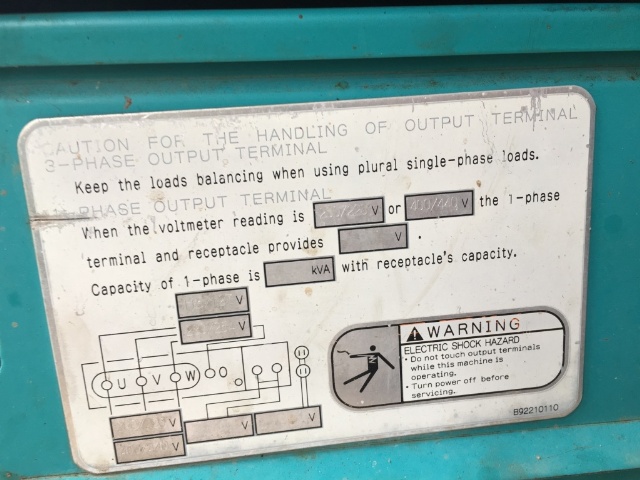 CAUTION FOR THE HANDLING OF OUTPUT TERMINAL
3-PHASE OUTPUT TERMINAL
Keep the loads balancing when using plural single-phase loads.
PHASE OUTPUT TERMINAL
When the voltmeter reading is V or 400/440 V the 1-phase
terminal and receptacle provides V .
Capacity of 1-phase is kVA with receptacle's capacity.
V
V
U V W O
V V V
V
WARNING
ELECTRIC SHOCK HAZARD
• Do not touch output terminals
while this machine is
operating.
• Turn power off before
servicing.
B92210110